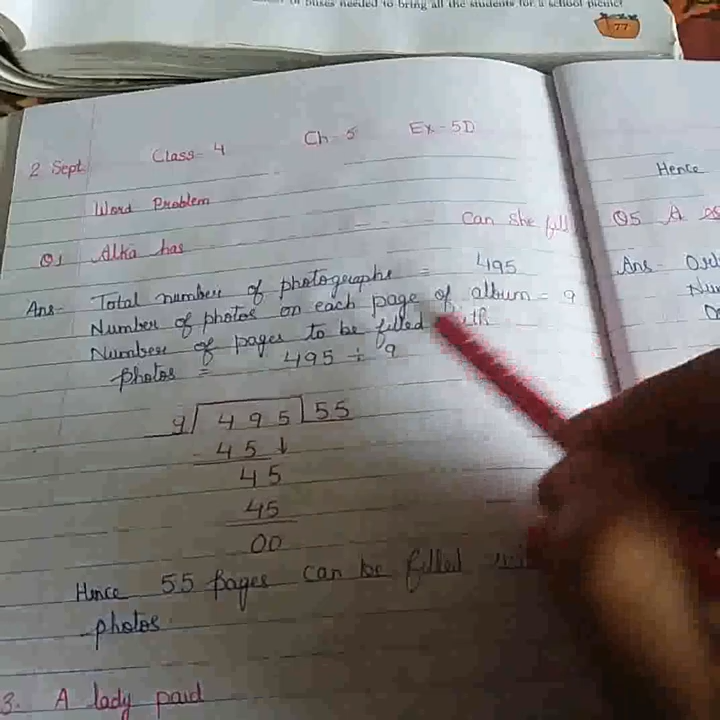 of buses needed to bring all the students for a school picnic?
77
2 Sept. Class-4 Ch-5 Ex-5D
Word Problem
Q1 Alka has Can she fill
Ans- Total number of photographs = 495
Number of photos on each page of album = 9
Number of pages to be filled with
photos = 495 ÷ 9
9 495 55
- 45 ↓
45
45
00
Hence 55 pages can be filled
photos.
3. A lady paid
Hence
Q5 A
Ans-